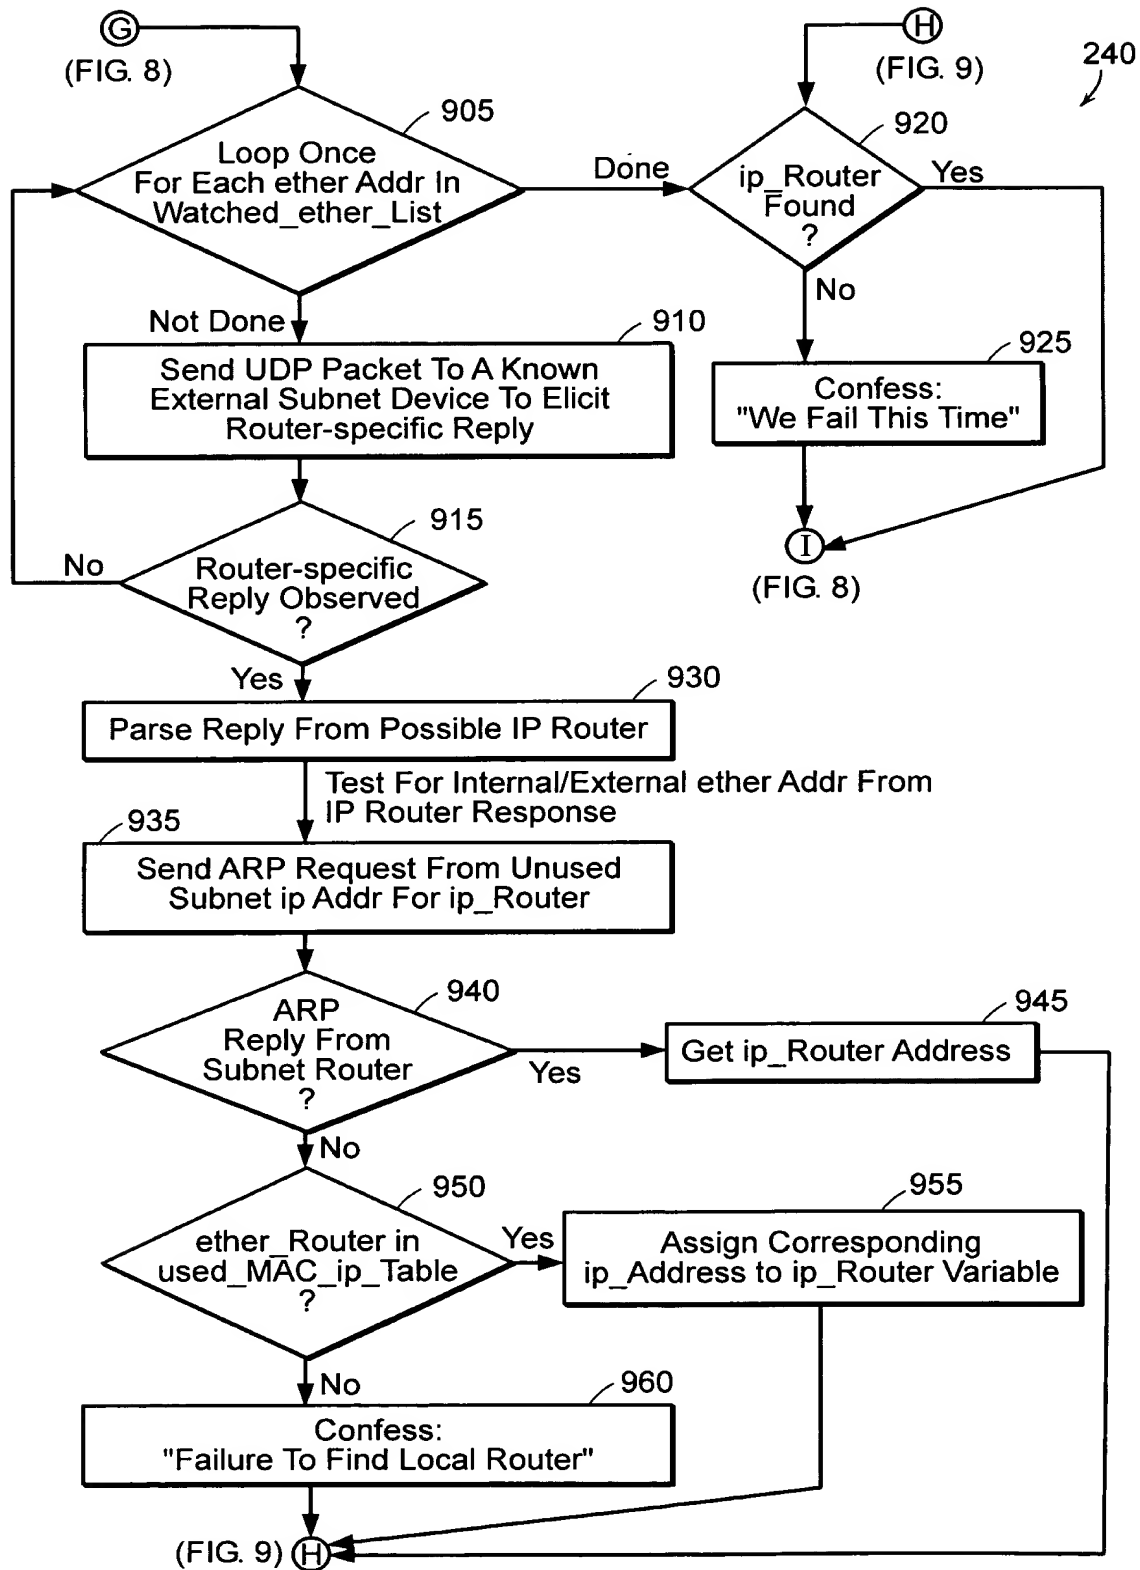 G
(FIG. 8)
H
(FIG. 9)
240
905
Loop Once
For Each ether Addr In
Watched_ether_List
Done
920
ip_Router
Found
?
Yes
No
Not Done
910
Send UDP Packet To A Known
External Subnet Device To Elicit
Router-specific Reply
925
Confess:
"We Fail This Time"
I
(FIG. 8)
915
Router-specific
Reply Observed
?
No
Yes
930
Parse Reply From Possible IP Router
Test For Internal/External ether Addr From
IP Router Response
935
Send ARP Request From Unused
Subnet ip Addr For ip_Router
940
ARP
Reply From
Subnet Router
?
Yes
945
Get ip_Router Address
No
950
ether_Router in
used_MAC_ip_Table
?
Yes
955
Assign Corresponding
ip_Address to ip_Router Variable
No
960
Confess:
"Failure To Find Local Router"
(FIG. 9) H